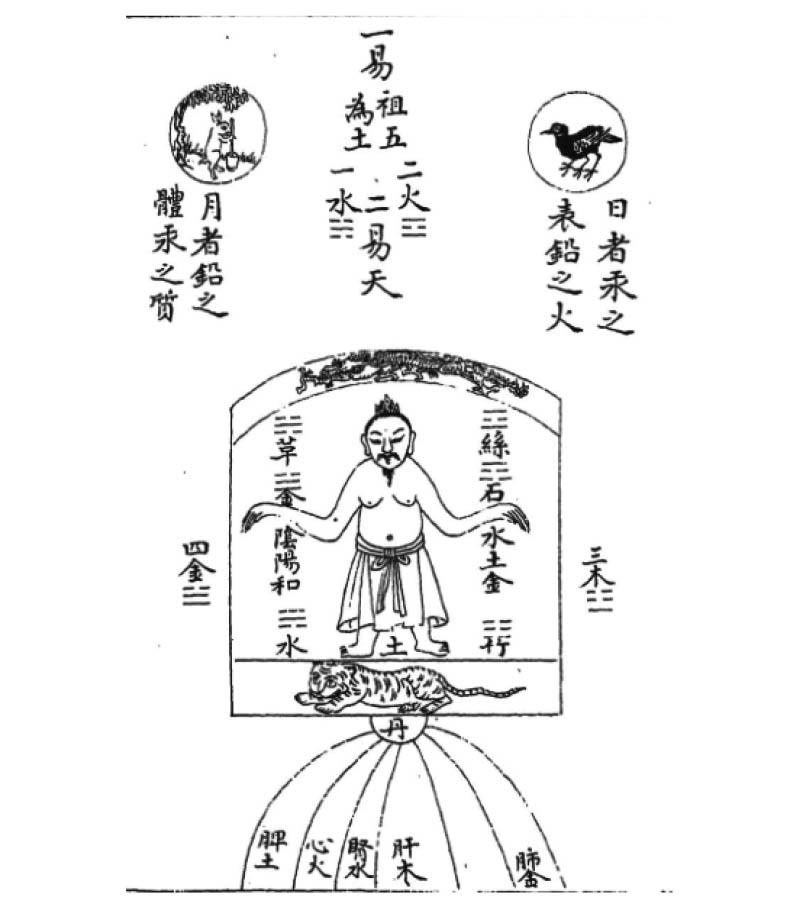 一易
祖五
為土
二火
一水
二易天
日者汞之
表鉛之火
月者鉛之
體汞之質
絲
石
水土金
草
金
陰陽和
水
土
三木
四金
丹
肺金
肝木
腎水
心火
脾土